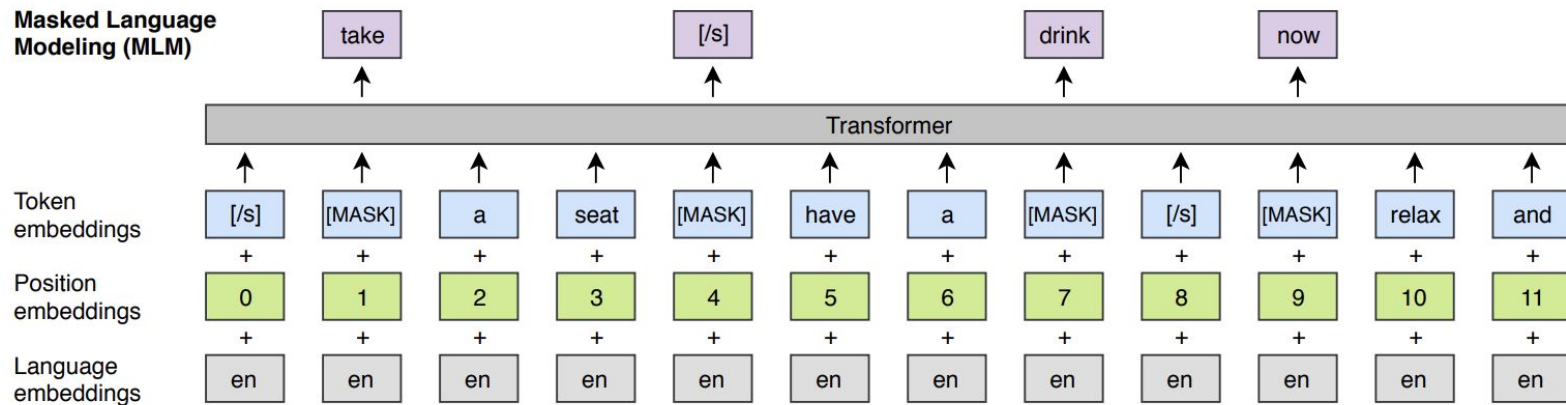 Masked Language
Modeling (MLM)
take [/s] drink now
Transformer
Token
embeddings
[/s] [MASK] a seat [MASK] have a [MASK] [/s] [MASK] relax and
+ + + + + + + + + + + +
Position
embeddings
0 1 2 3 4 5 6 7 8 9 10 11
+ + + + + + + + + + + +
Language
embeddings
en en en en en en en en en en en en